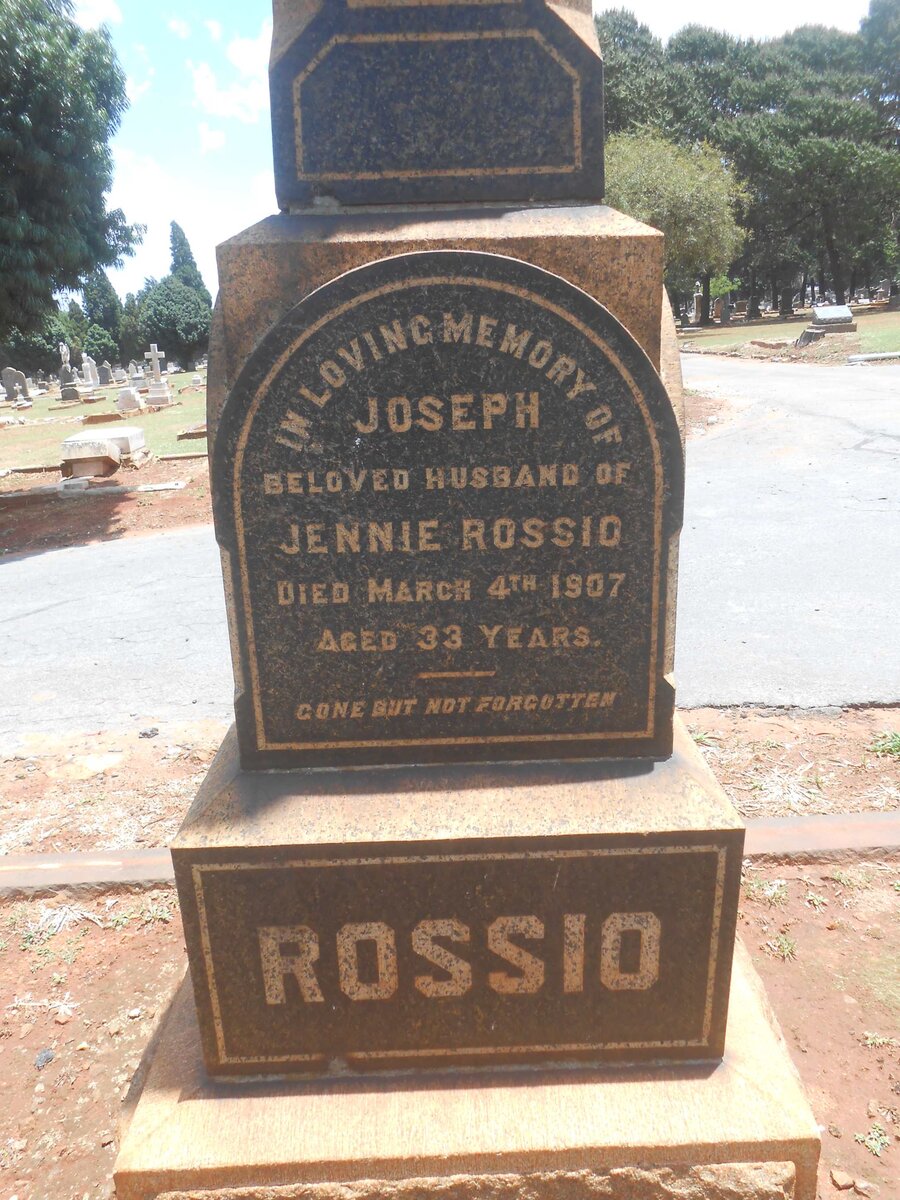 IN LOVING MEMORY OF
JOSEPH
BELOVED HUSBAND OF
JENNIE ROSSIO
DIED MARCH 4TH 1907
AGED 33 YEARS.
GONE BUT NOT FORGOTTEN
ROSSIO